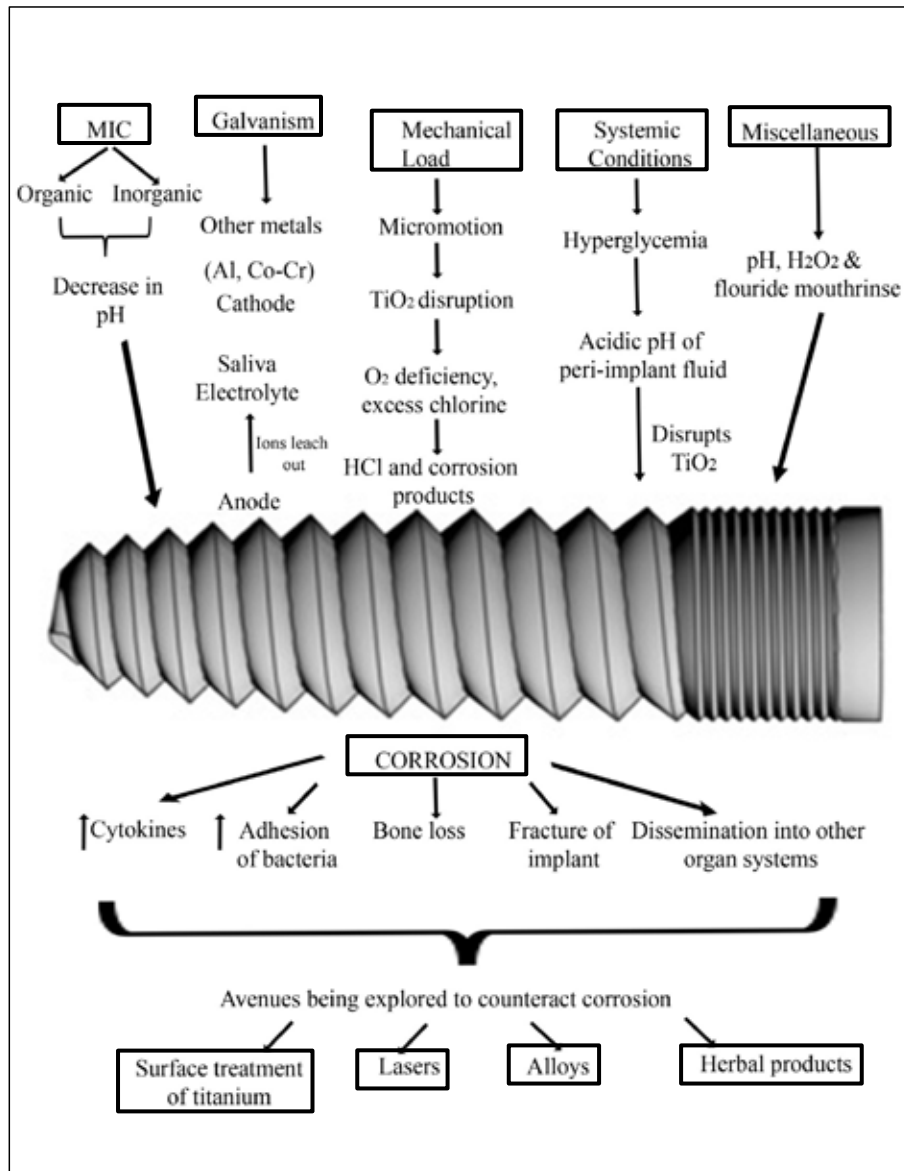 MIC
Organic
Inorganic
Decrease in
pH
Galvanism
Other metals
(Al, Co-Cr)
Cathode
Saliva
Electrolyte
Ions leach
out
Anode
Mechanical
Load
Micromotion
TiO2 disruption
O2 deficiency,
excess chlorine
HCl and corrosion
products
Systemic
Conditions
Hyperglycemia
Acidic pH of
peri-implant fluid
Disrupts
TiO2
Miscellaneous
pH, H2O2 &
flouride mouthrinse
CORROSION
Cytokines
Adhesion
of bacteria
Bone loss
Fracture of
implant
Dissemination into other
organ systems
Avenues being explored to counteract corrosion
Surface treatment
of titanium
Lasers
Alloys
Herbal products